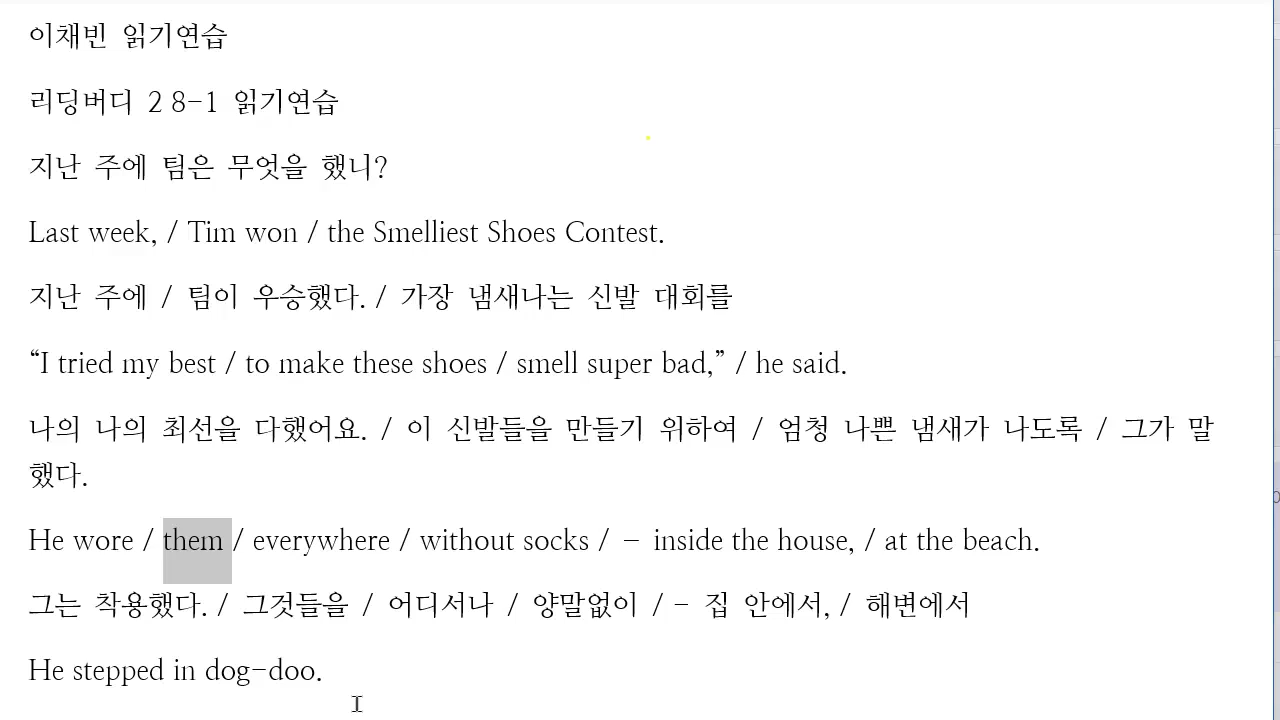 이채빈 읽기연습
리딩버디 2 8-1 읽기연습
지난 주에 팀은 무엇을 했니?
Last week, / Tim won / the Smelliest Shoes Contest.
지난 주에 / 팀이 우승했다. / 가장 냄새나는 신발 대회를
“I tried my best / to make these shoes / smell super bad,” / he said.
나의 나의 최선을 다했어요. / 이 신발들을 만들기 위하여 / 엄청 나쁜 냄새가 나도록 / 그가 말
했다.
He wore / them / everywhere / without socks / - inside the house, / at the beach.
그는 착용했다. / 그것들을 / 어디서나 / 양말없이 / - 집 안에서, / 해변에서
He stepped in dog-doo.